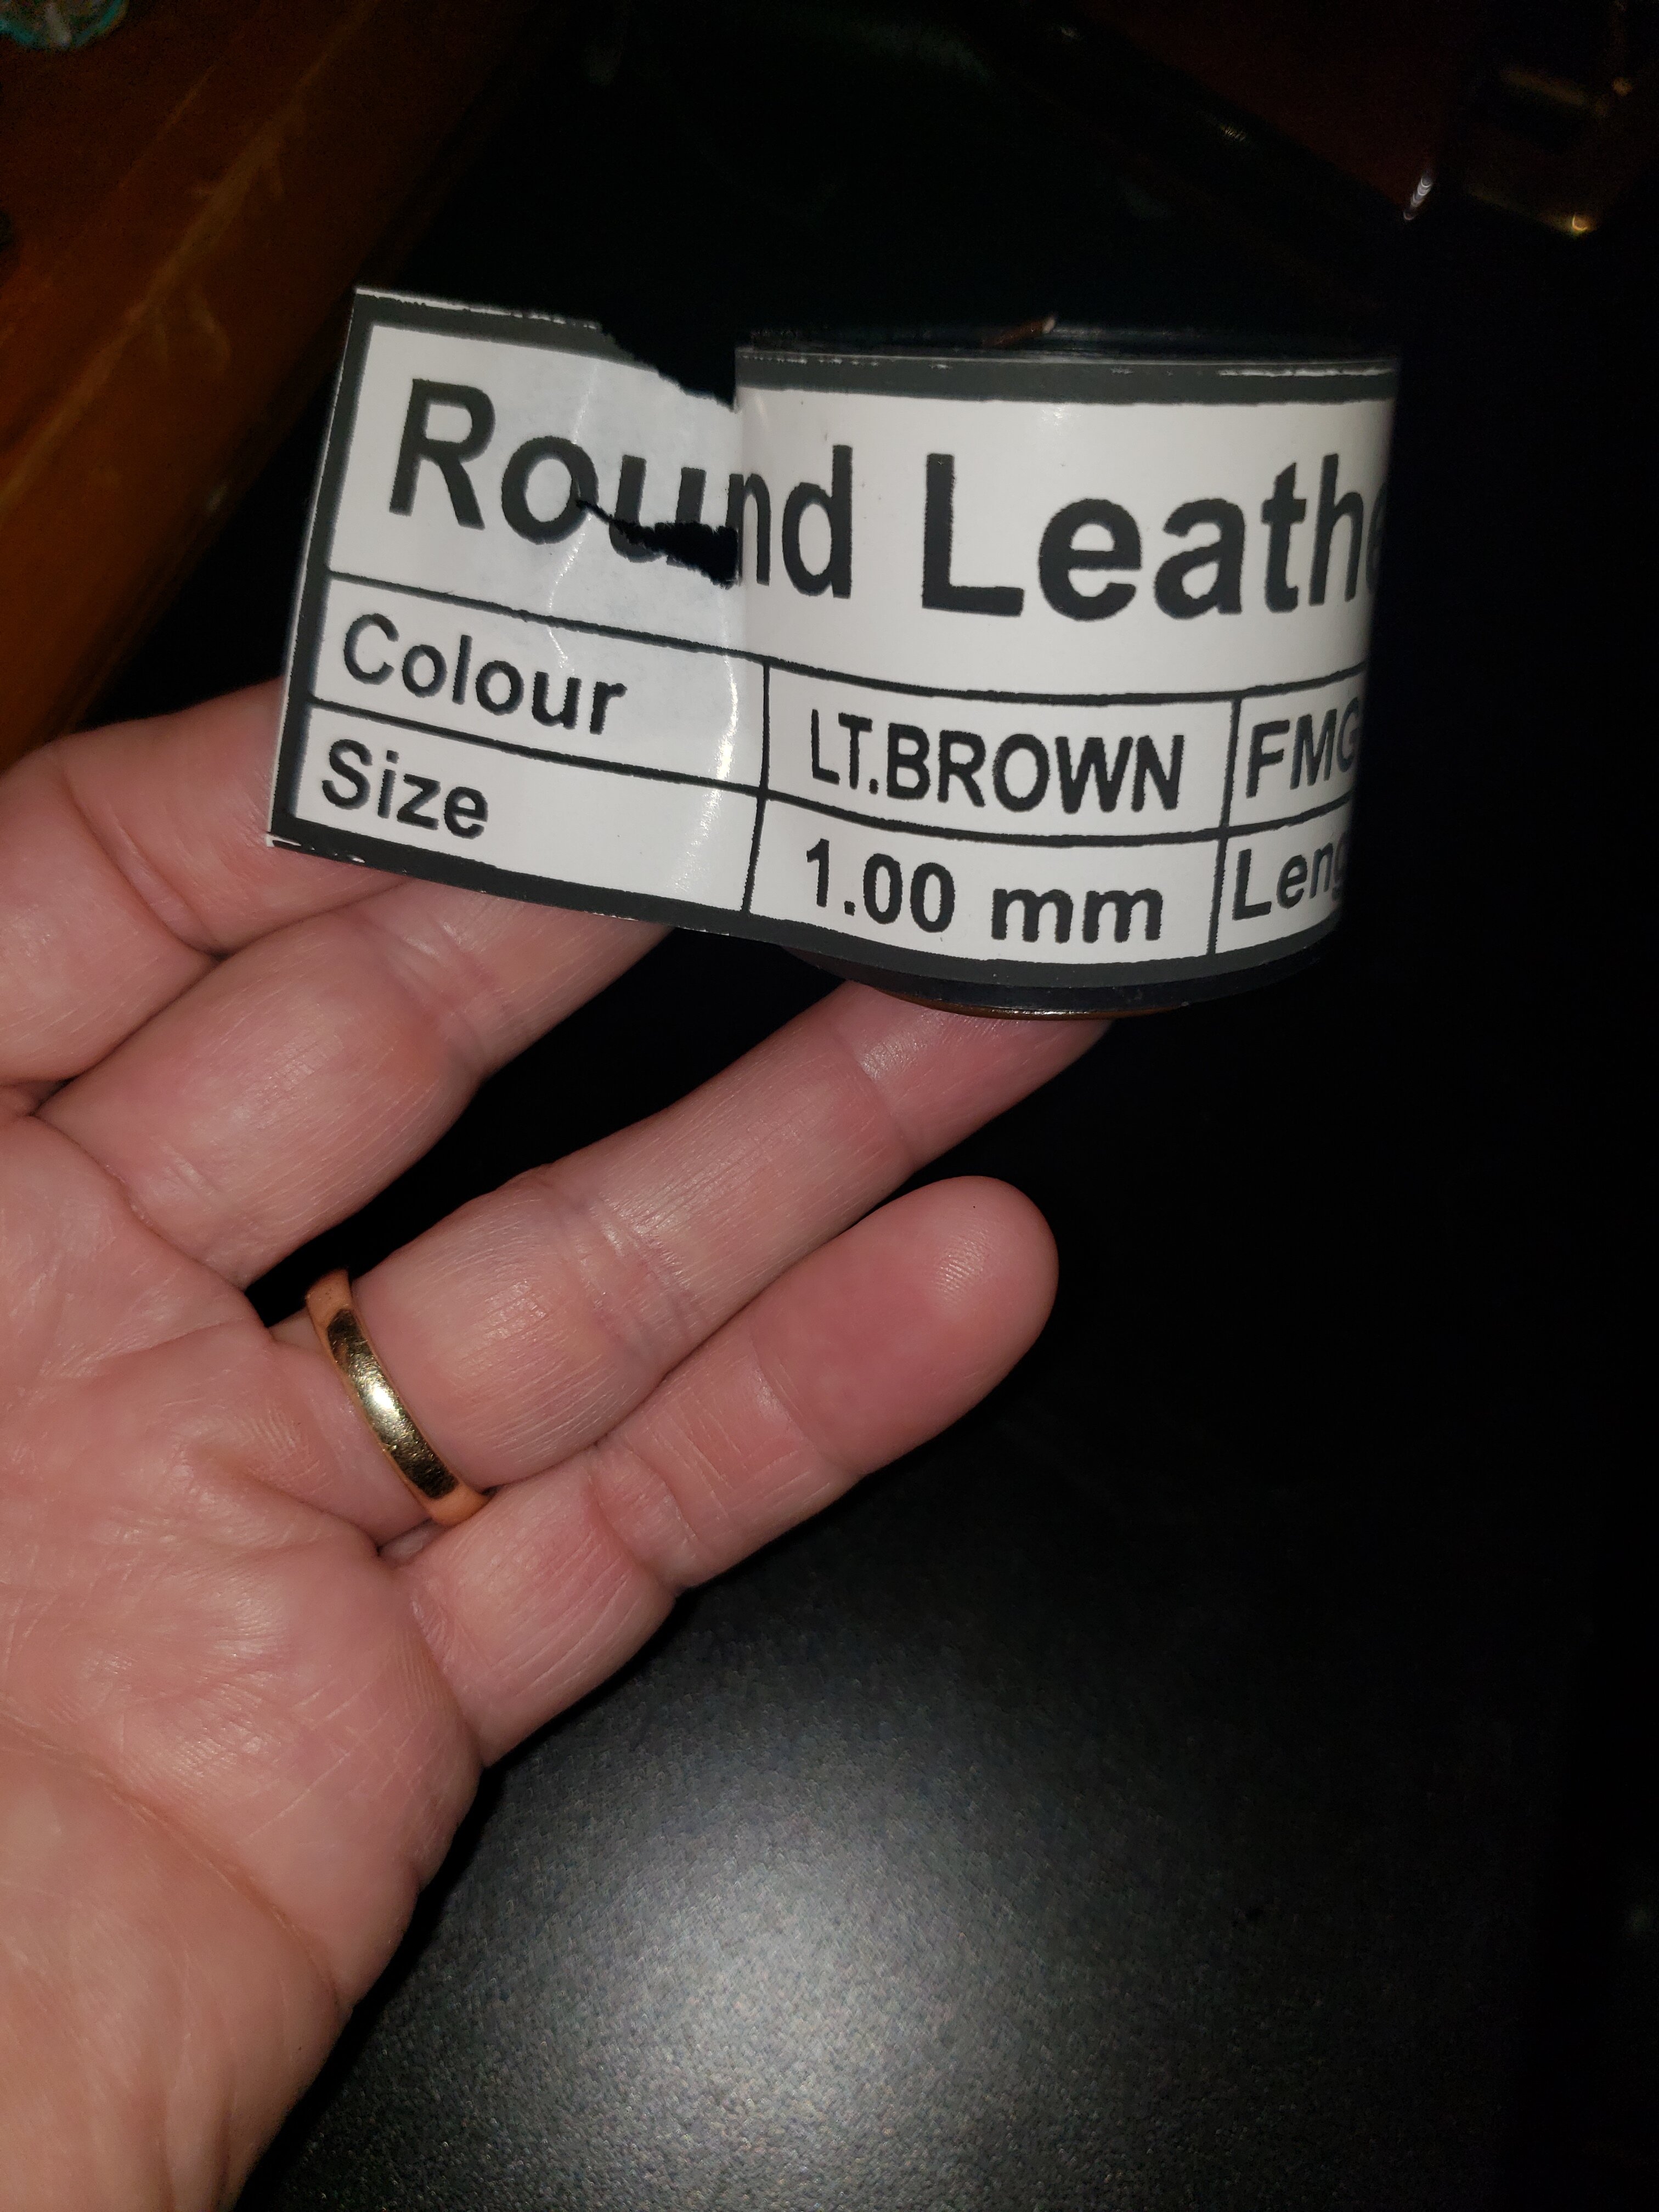 Round Leathe
Colour LT.BROWN FMG
Size 1.00 mm Leng